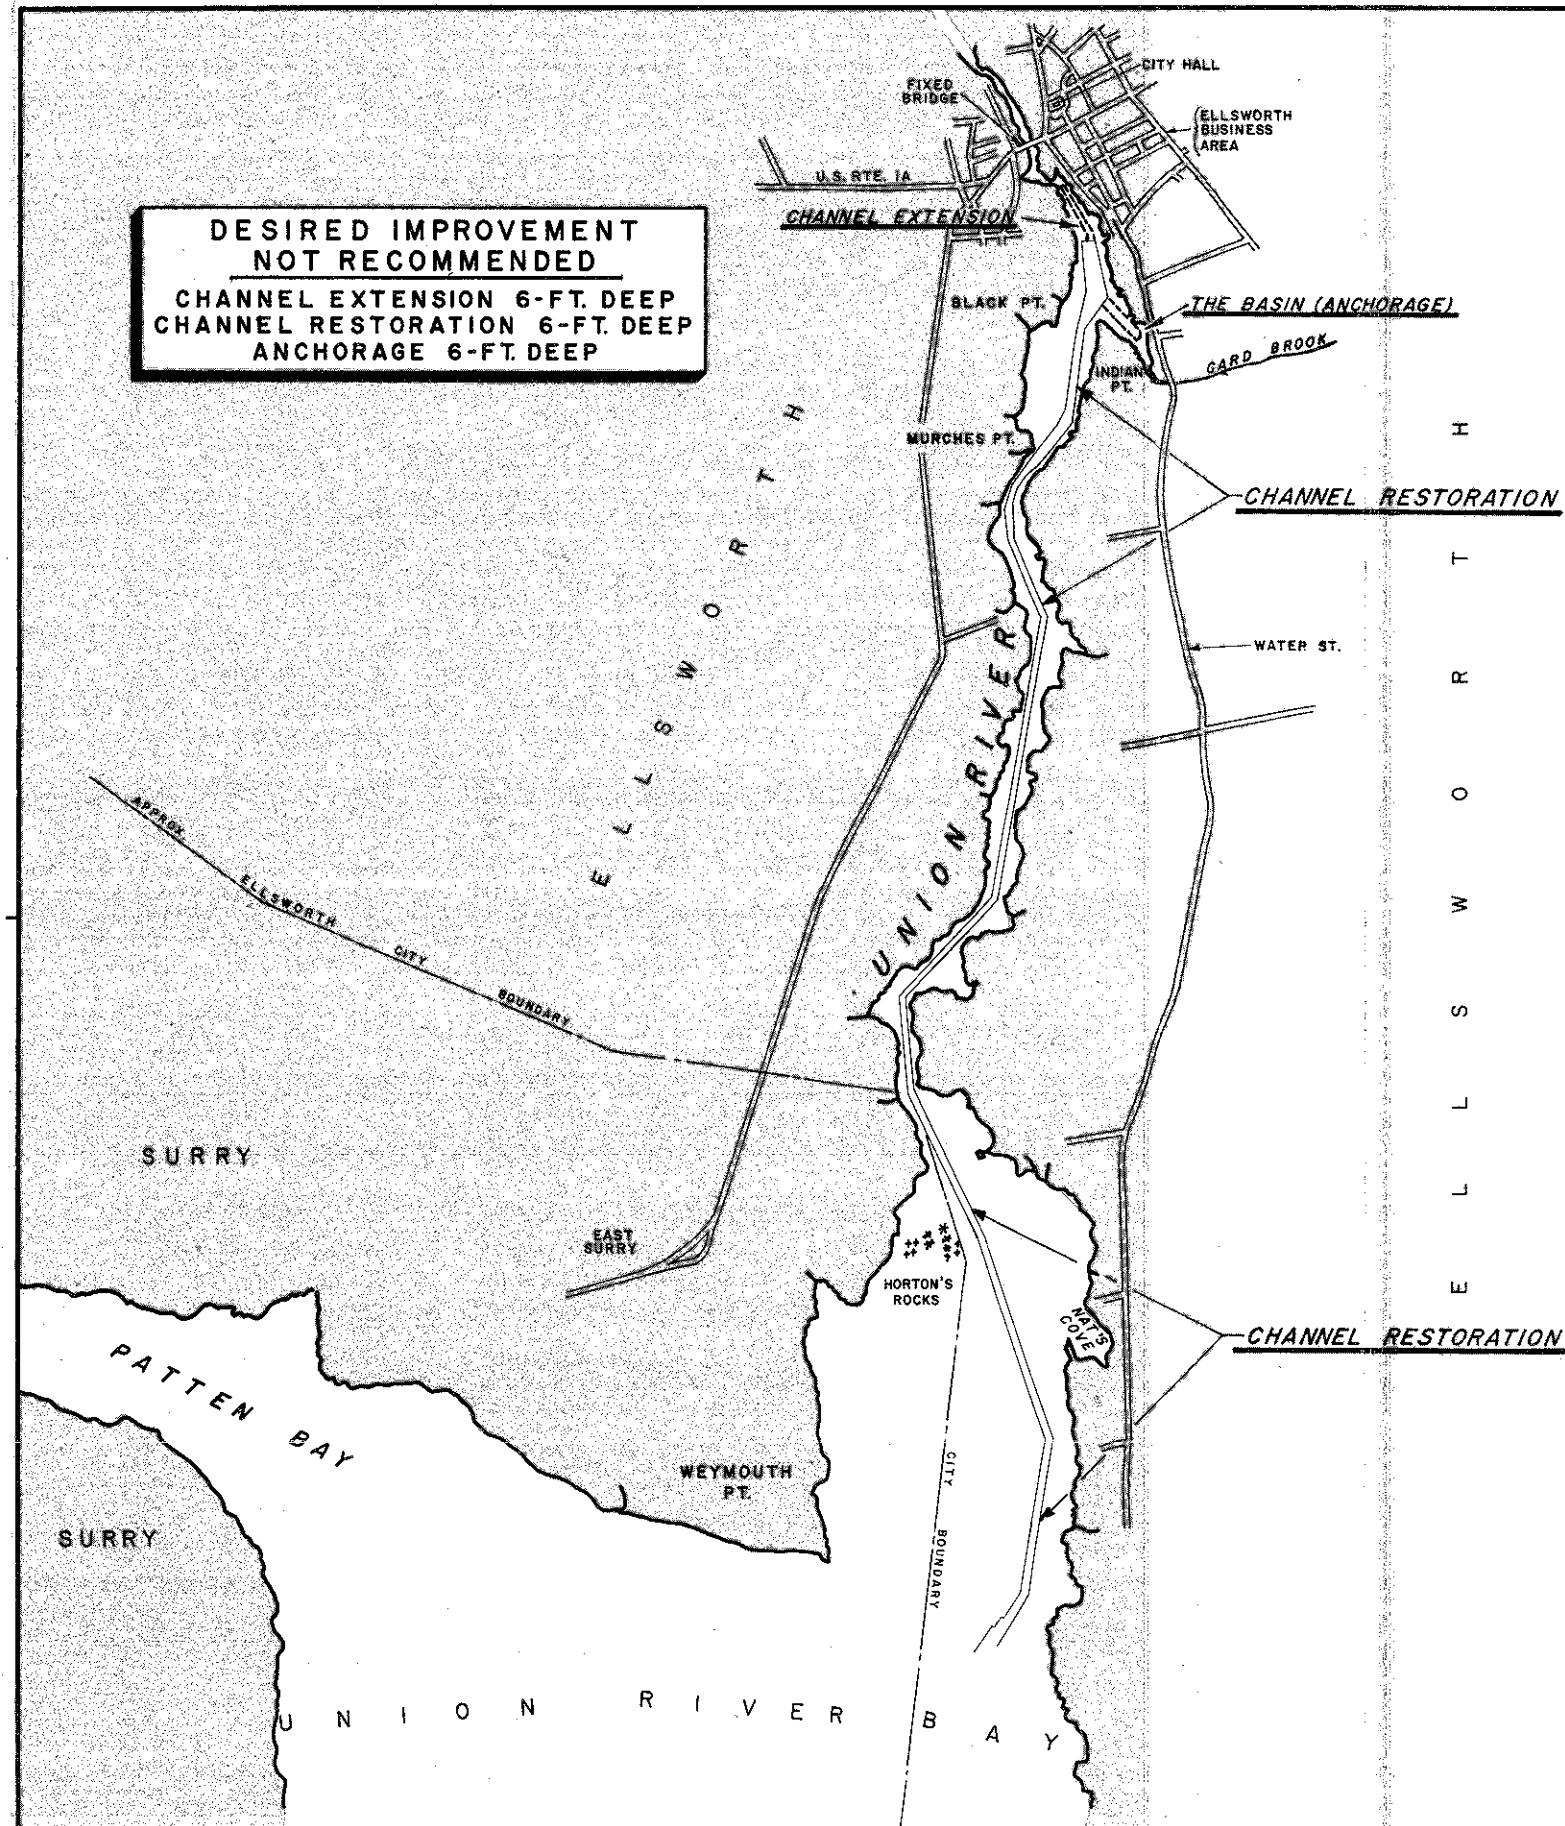 CITY HALL
FIXED
BRIDGE
ELLSWORTH
BUSINESS
AREA
U.S. RTE. 1A
CHANNEL EXTENSION
DESIRED IMPROVEMENT
NOT RECOMMENDED
CHANNEL EXTENSION 6-FT. DEEP
CHANNEL RESTORATION 6-FT. DEEP
ANCHORAGE 6-FT. DEEP
BLACK PT.
THE BASIN (ANCHORAGE)
CARD BROOK
INDIAN
PT.
MURCHES PT.
CHANNEL RESTORATION
ELLSWORTH
ELLSWORTH
WATER ST.
UNION RIVER
APPROX. ELLSWORTH CITY BOUNDARY
SURRY
EAST
SURRY
HORTON'S
ROCKS
NAT'S
COVE
CHANNEL RESTORATION
PATTEN BAY
WEYMOUTH
PT.
CITY BOUNDARY
SURRY
UNION RIVER BAY